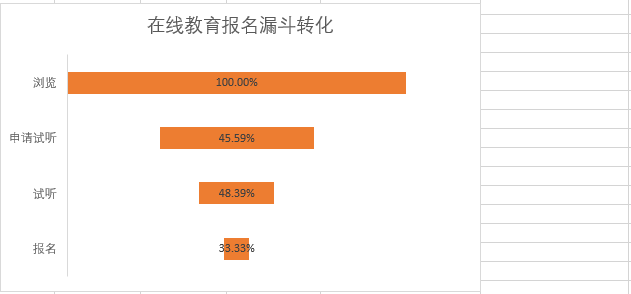 在线教育报名漏斗转化
浏览
100.00%
申请试听
45.59%
试听
48.39%
报名
33.33%